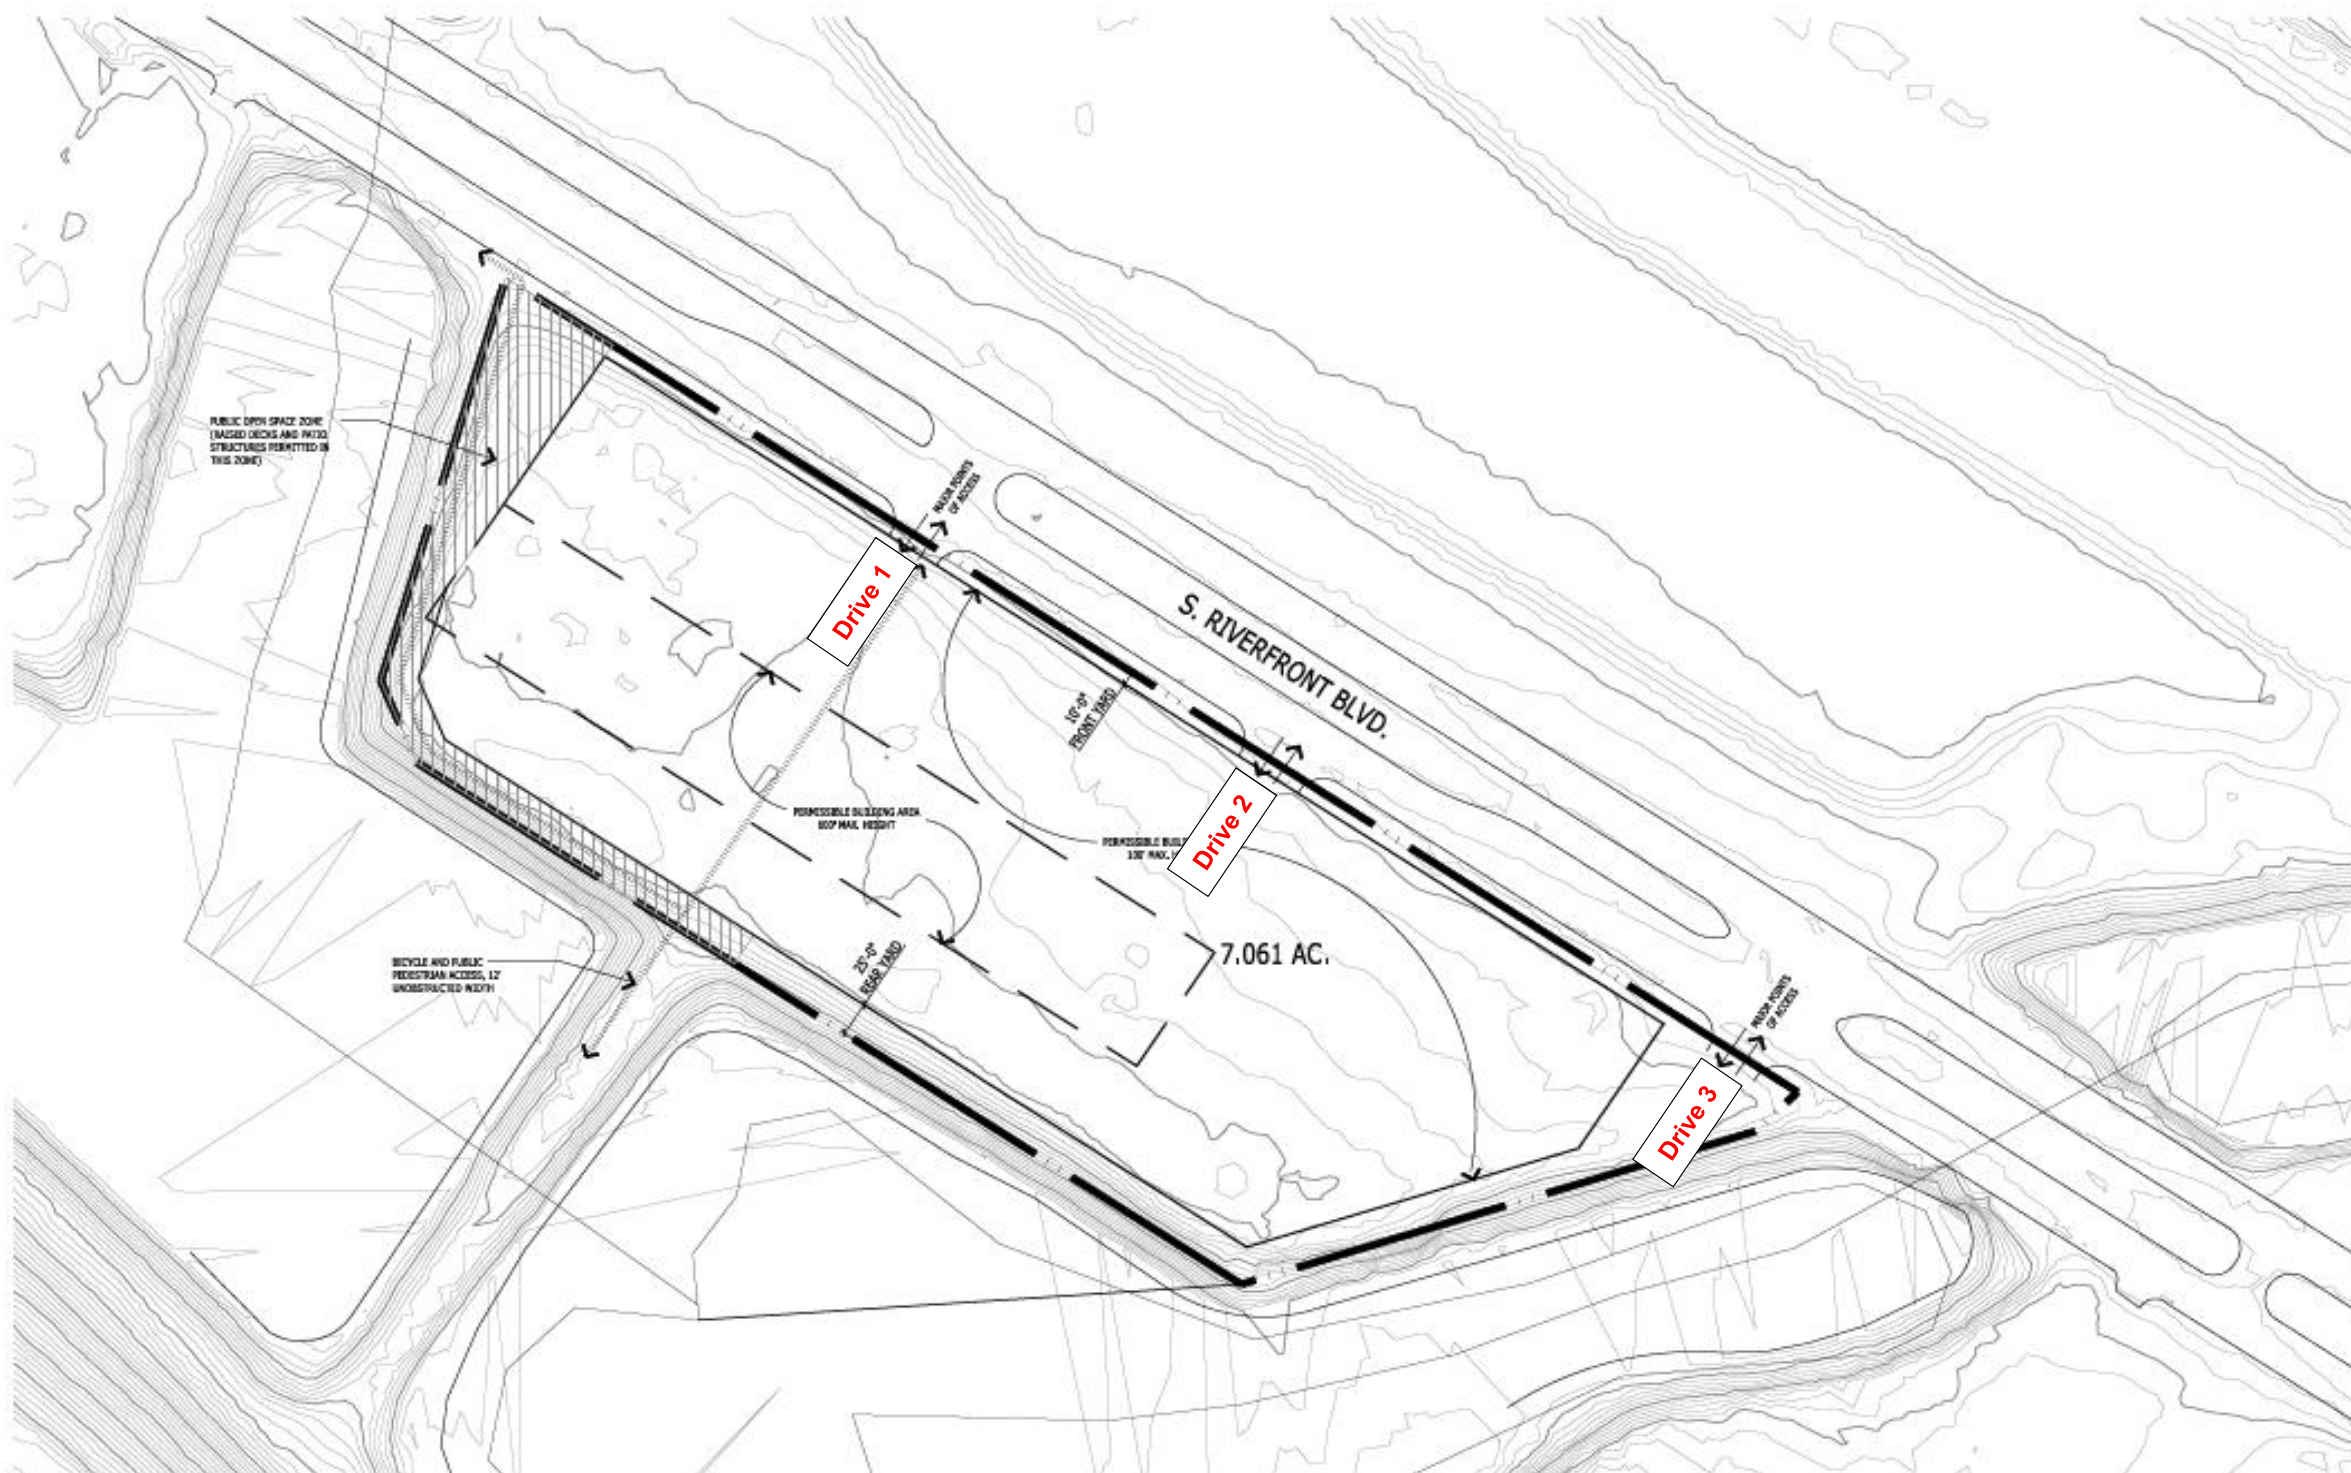 PUBLIC OPEN SPACE ZONE
(RAISED DECKS AND PATIO
STRUCTURES PERMITTED IN
THIS ZONE)
MAJOR POINTS
OF ACCESS
Drive 1
S. RIVERFRONT BLVD.
10'-0"
FRONT YARD
Drive 2
PERMISSIBLE BUILDING AREA
HEIGHT
PERMISSIBLE
100' MAX.
7.061 AC.
25'-0"
REAR YARD
BICYCLE AND PUBLIC
PEDESTRIAN ACCESS, 12'
UNOBSTRUCTED WIDTH
MAJOR POINTS
OF ACCESS
Drive 3